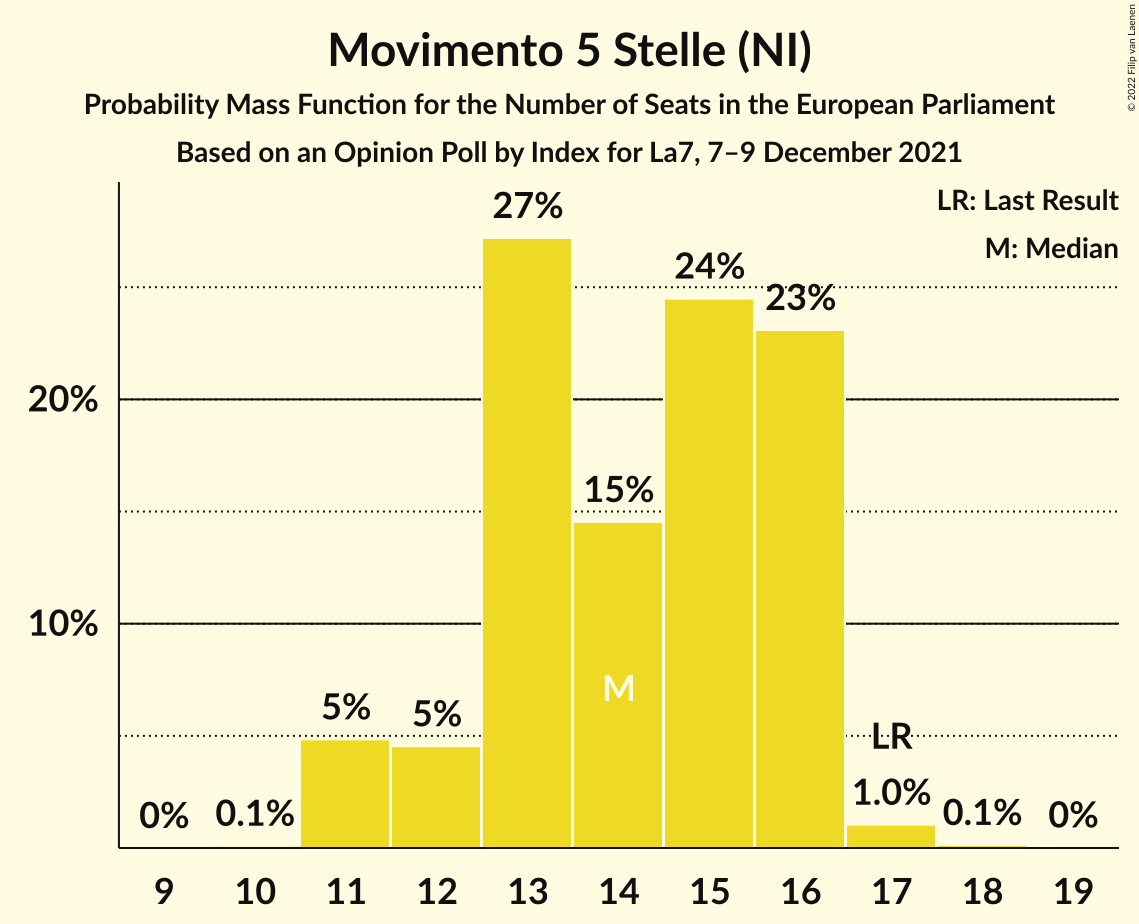 Movimento 5 Stelle (NI)
Probability Mass Function for the Number of Seats in the European Parliament
Based on an Opinion Poll by Index for La7, 7–9 December 2021
© 2022 Filip van Laenen
LR: Last Result
M: Median
27%
24%
23%
20%
15%
10%
M
5%
5%
LR
0%
0.1%
1.0%
0.1%
0%
9 10 11 12 13 14 15 16 17 18 19